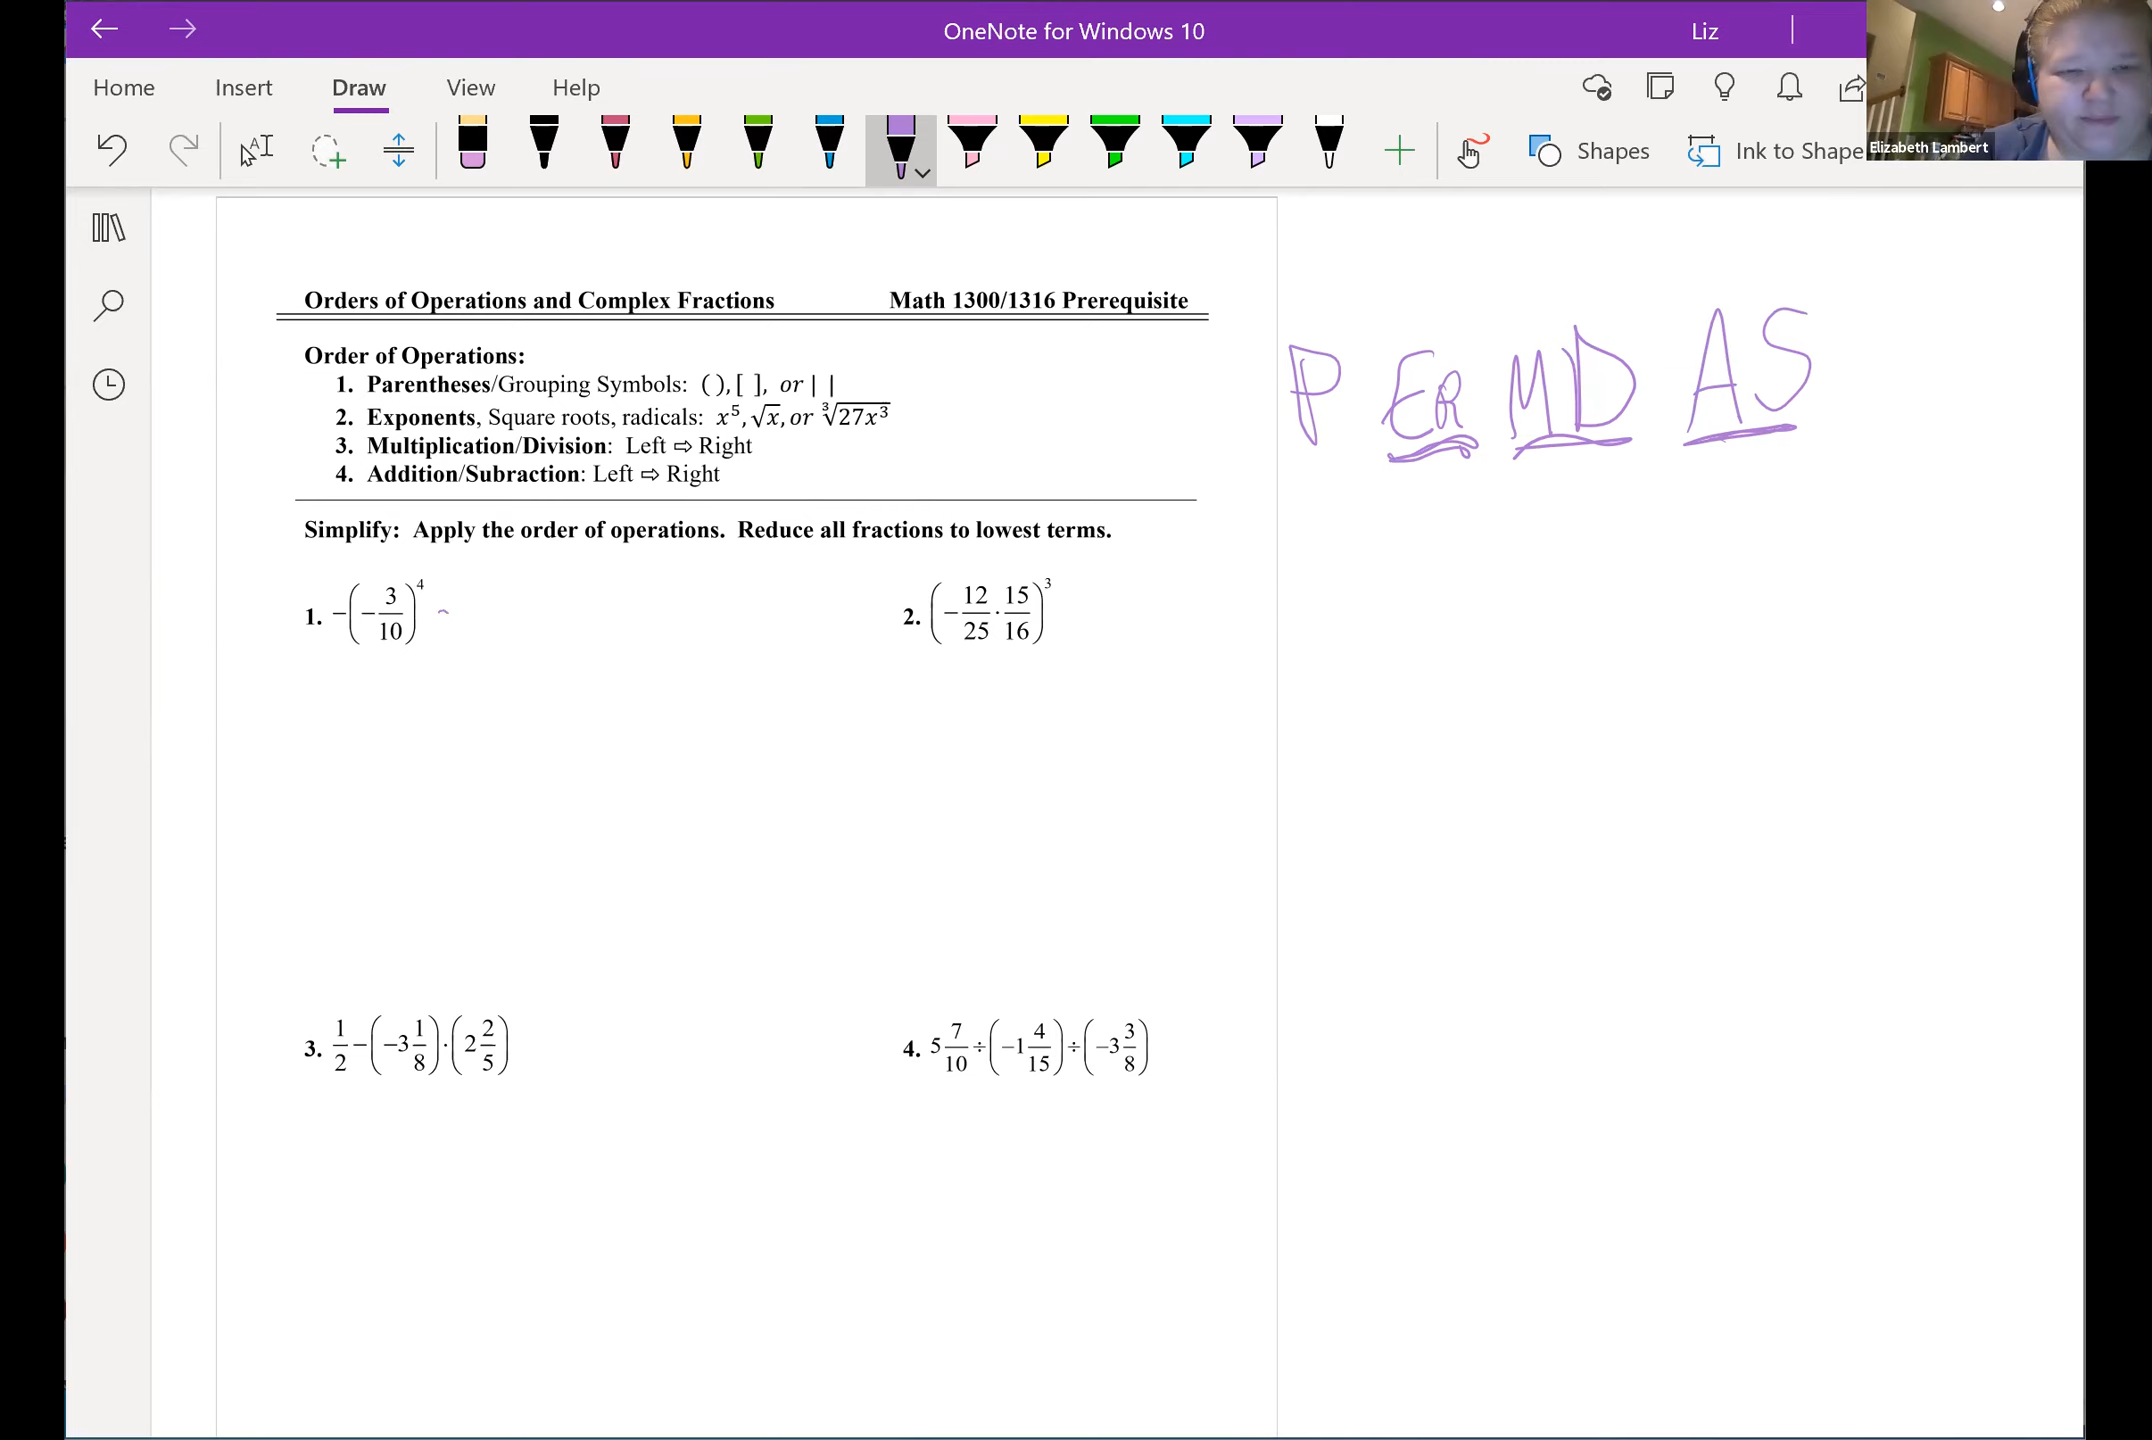 OneNote for Windows 10
Liz
Home Insert Draw View Help
Shapes Ink to Shape
Elizabeth Lambert
Orders of Operations and Complex Fractions Math 1300/1316 Prerequisite
Order of Operations:
1. Parentheses/Grouping Symbols: ( ), [ ], or | |
2. Exponents, Square roots, radicals: x⁵, √x, or ∛27x³
3. Multiplication/Division: Left ⇨ Right
4. Addition/Subtraction: Left ⇨ Right
P ER MD AS
Simplify: Apply the order of operations. Reduce all fractions to lowest terms.
1. −(−3/10)⁴
2. (−12/25 · 15/16)³
3. 1/2 − (−3 1/8) · (2 2/5)
4. 5 7/10 ÷ (−1 4/15) ÷ (−3 3/8)